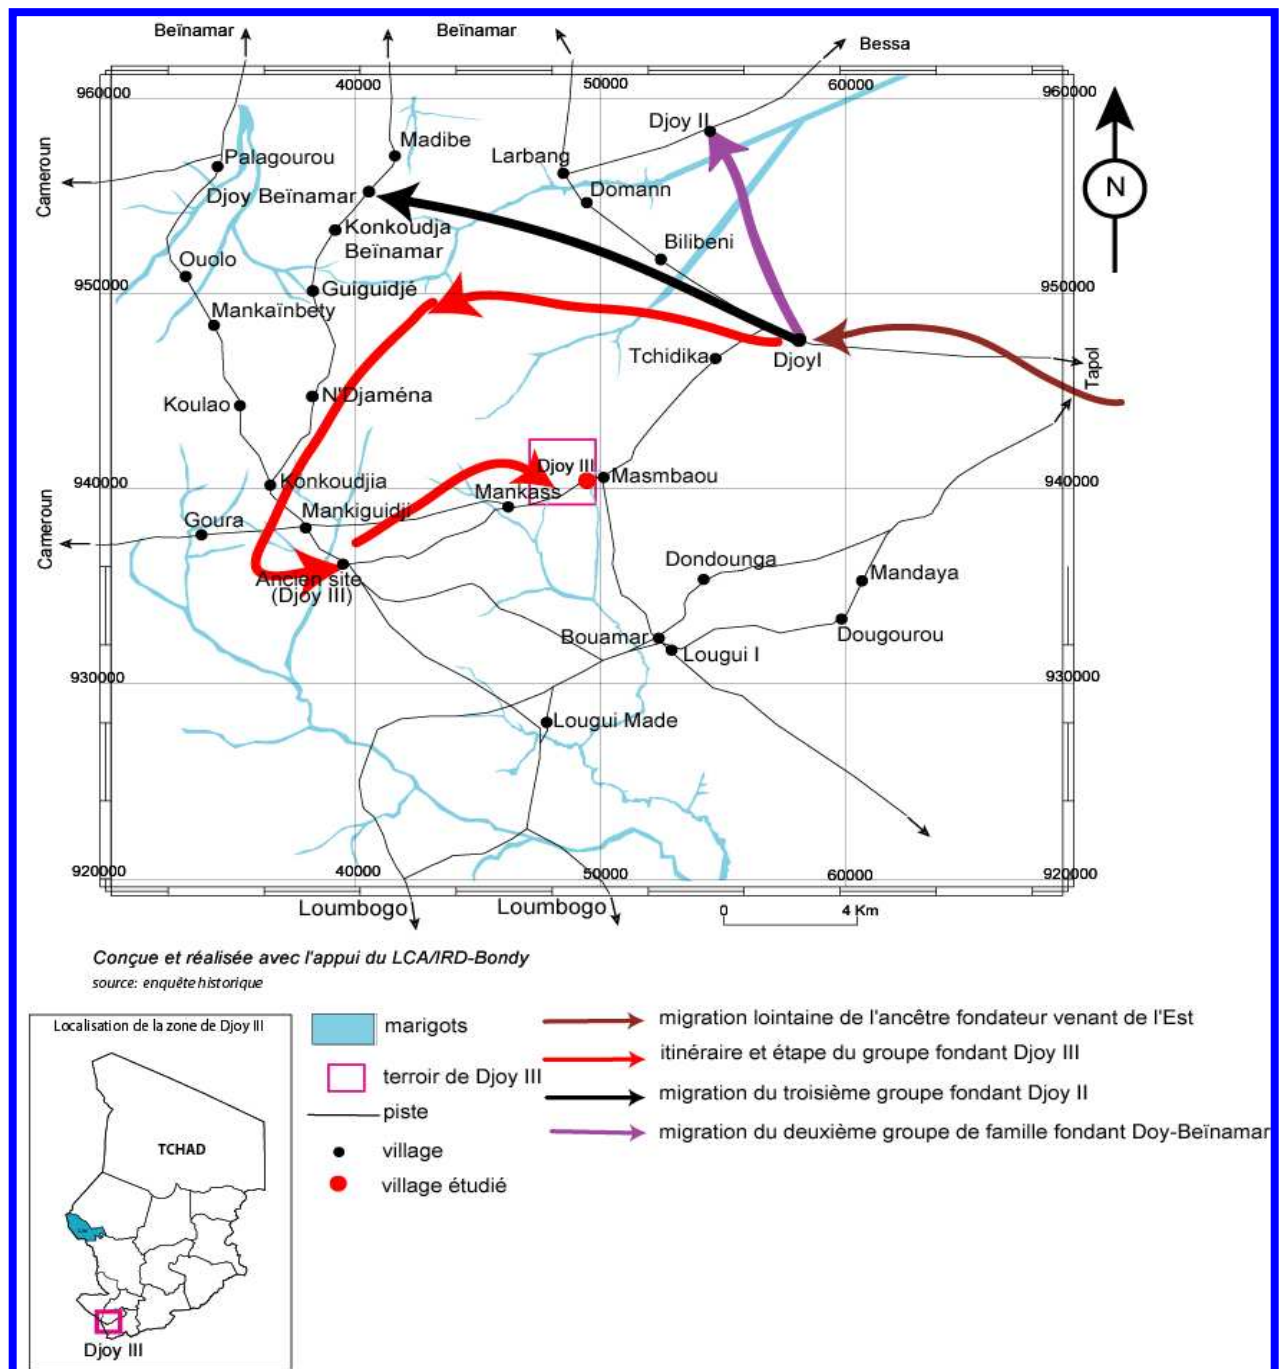 Beïnamar
Beïnamar
Bessa
40000
50000
60000
960000
960000
Djoy II
Madibe
Palagourou
Larbang
Cameroun
Djoy Beïnamar
Domann
N
Konkoudja
Beïnamar
Bilibeni
Ouolo
Guiguidjé
950000
950000
Mankaïnbety
Tchidika
DjoyI
Tapol
Koulao
N'Djaména
Djoy III
Masmbaou
Konkoudjia
940000
940000
Mankass
Goura
Mankiguidji
Cameroun
Dondounga
Mandaya
Ancien site
(Djoy III)
Bouamar
Dougourou
Lougui I
930000
930000
Lougui Made
920000
40000
50000
60000
920000
Loumbogo
Loumbogo
0
4 Km
Conçue et réalisée avec l'appui du LCA/IRD-Bondy
source: enquête historique
Localisation de la zone de Djoy III
TCHAD
Djoy III
marigots
terroir de Djoy III
piste
village
village étudié
migration lointaine de l'ancêtre fondateur venant de l'Est
itinéraire et étape du groupe fondant Djoy III
migration du troisième groupe fondant Djoy II
migration du deuxième groupe de famille fondant Doy-Beïnamar